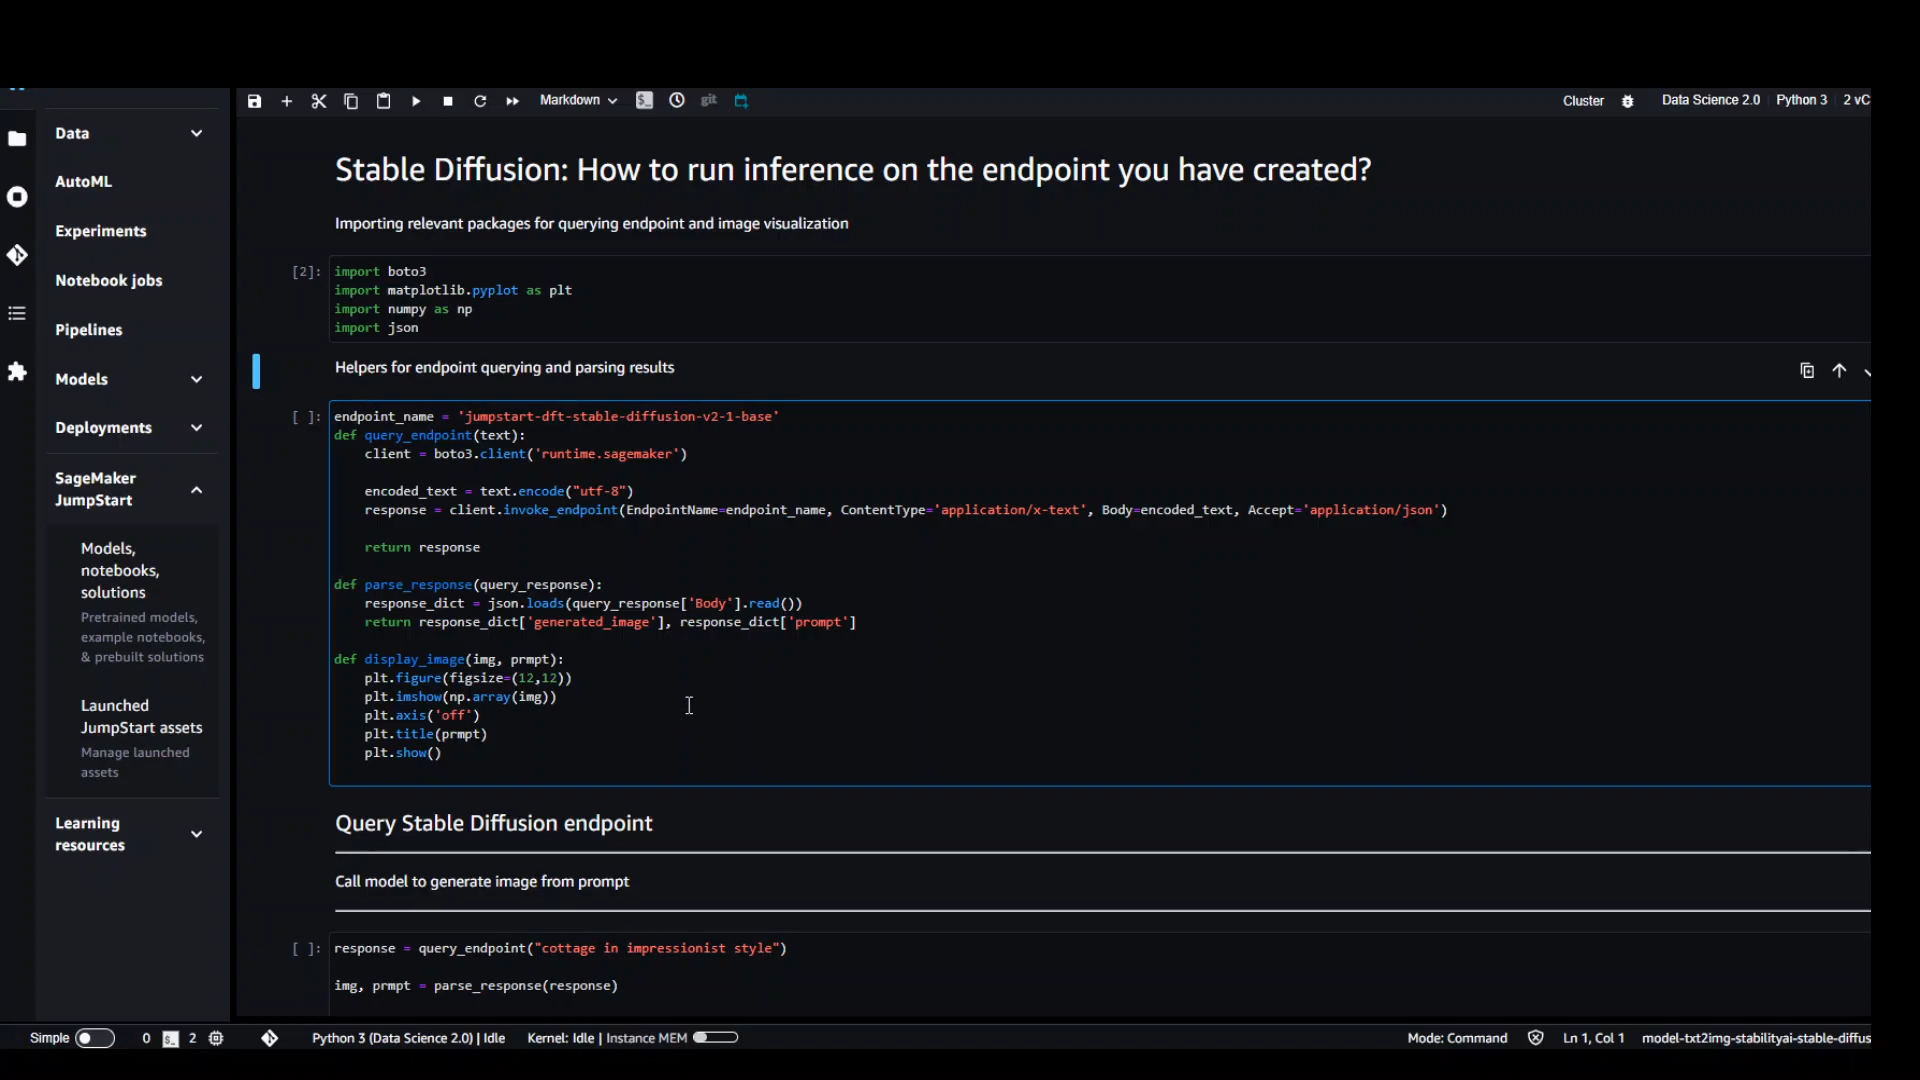 Markdown
git
Cluster
Data Science 2.0
Python 3
2 vC
Data
AutoML
Experiments
Notebook jobs
Pipelines
Models
Deployments
SageMaker
JumpStart
Models,
notebooks,
solutions
Pretrained models,
example notebooks,
& prebuilt solutions
Launched
JumpStart assets
Manage launched
assets
Learning
resources
Stable Diffusion: How to run inference on the endpoint you have created?
Importing relevant packages for querying endpoint and image visualization
[2]:
import boto3
import matplotlib.pyplot as plt
import numpy as np
import json
Helpers for endpoint querying and parsing results
[ ]:
endpoint_name = 'jumpstart-dft-stable-diffusion-v2-1-base'
def query_endpoint(text):
    client = boto3.client('runtime.sagemaker')
    encoded_text = text.encode("utf-8")
    response = client.invoke_endpoint(EndpointName=endpoint_name, ContentType='application/x-text', Body=encoded_text, Accept='application/json')
    return response
def parse_response(query_response):
    response_dict = json.loads(query_response['Body'].read())
    return response_dict['generated_image'], response_dict['prompt']
def display_image(img, prmpt):
    plt.figure(figsize=(12,12))
    plt.imshow(np.array(img))
    plt.axis('off')
    plt.title(prmpt)
    plt.show()
Query Stable Diffusion endpoint
Call model to generate image from prompt
[ ]:
response = query_endpoint("cottage in impressionist style")
img, prmpt = parse_response(response)
Simple
0
$_
2
Python 3 (Data Science 2.0) | Idle
Kernel: Idle | Instance MEM
Mode: Command
Ln 1, Col 1
model-txt2img-stabilityai-stable-diffus